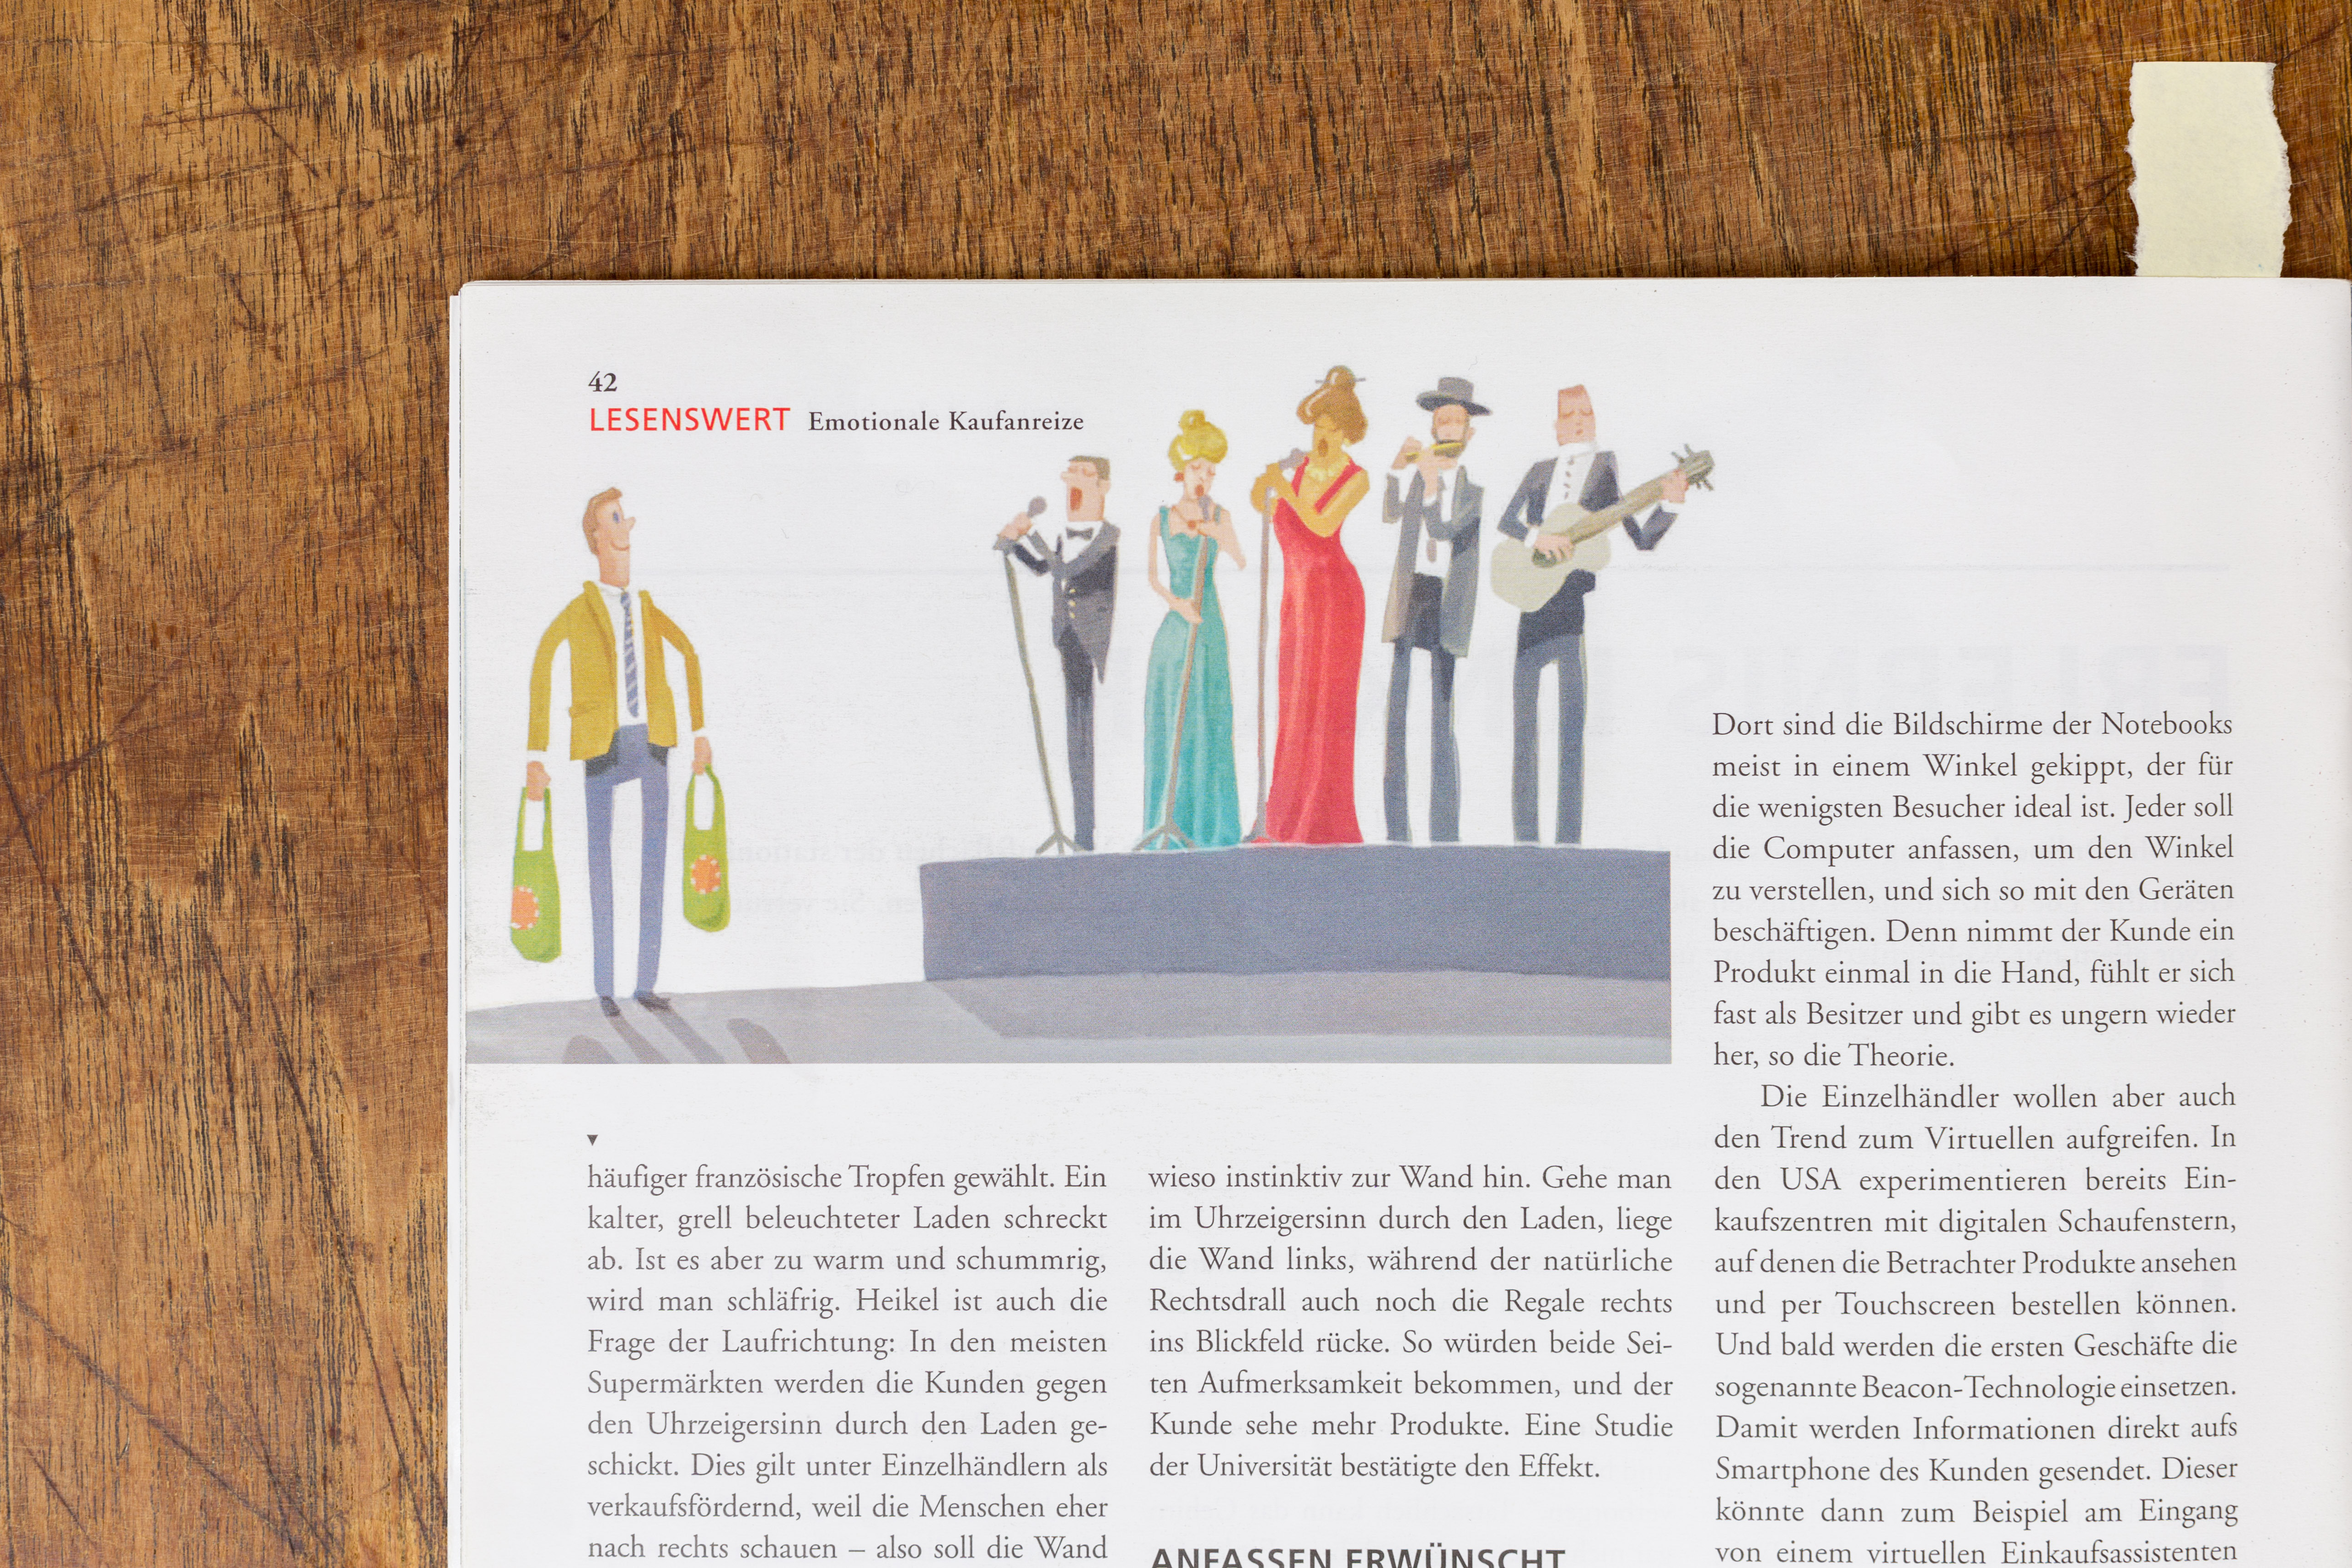 42
LESENSWERT Emotionale Kaufanreize
häufiger französische Tropfen gewählt. Ein
kalter, grell beleuchteter Laden schreckt
ab. Ist es aber zu warm und schummrig,
wird man schläfrig. Heikel ist auch die
Frage der Laufrichtung: In den meisten
Supermärkten werden die Kunden gegen
den Uhrzeigersinn durch den Laden ge-
schickt. Dies gilt unter Einzelhändlern als
verkaufsfördernd, weil die Menschen eher
nach rechts schauen – also soll die Wand
wieso instinktiv zur Wand hin. Gehe man
im Uhrzeigersinn durch den Laden, liege
die Wand links, während der natürliche
Rechtsdrall auch noch die Regale rechts
ins Blickfeld rücke. So würden beide Sei-
ten Aufmerksamkeit bekommen, und der
Kunde sehe mehr Produkte. Eine Studie
der Universität bestätigte den Effekt.
ANFASSEN ERWÜNSCHT
Dort sind die Bildschirme der Notebooks
meist in einem Winkel gekippt, der für
die wenigsten Besucher ideal ist. Jeder soll
die Computer anfassen, um den Winkel
zu verstellen, und sich so mit den Geräten
beschäftigen. Denn nimmt der Kunde ein
Produkt einmal in die Hand, fühlt er sich
fast als Besitzer und gibt es ungern wieder
her, so die Theorie.
Die Einzelhändler wollen aber auch
den Trend zum Virtuellen aufgreifen. In
den USA experimentieren bereits Ein-
kaufszentren mit digitalen Schaufenstern,
auf denen die Betrachter Produkte ansehen
und per Touchscreen bestellen können.
Und bald werden die ersten Geschäfte die
sogenannte Beacon-Technologie einsetzen.
Damit werden Informationen direkt aufs
Smartphone des Kunden gesendet. Dieser
könnte dann zum Beispiel am Eingang
von einem virtuellen Einkaufsassistenten